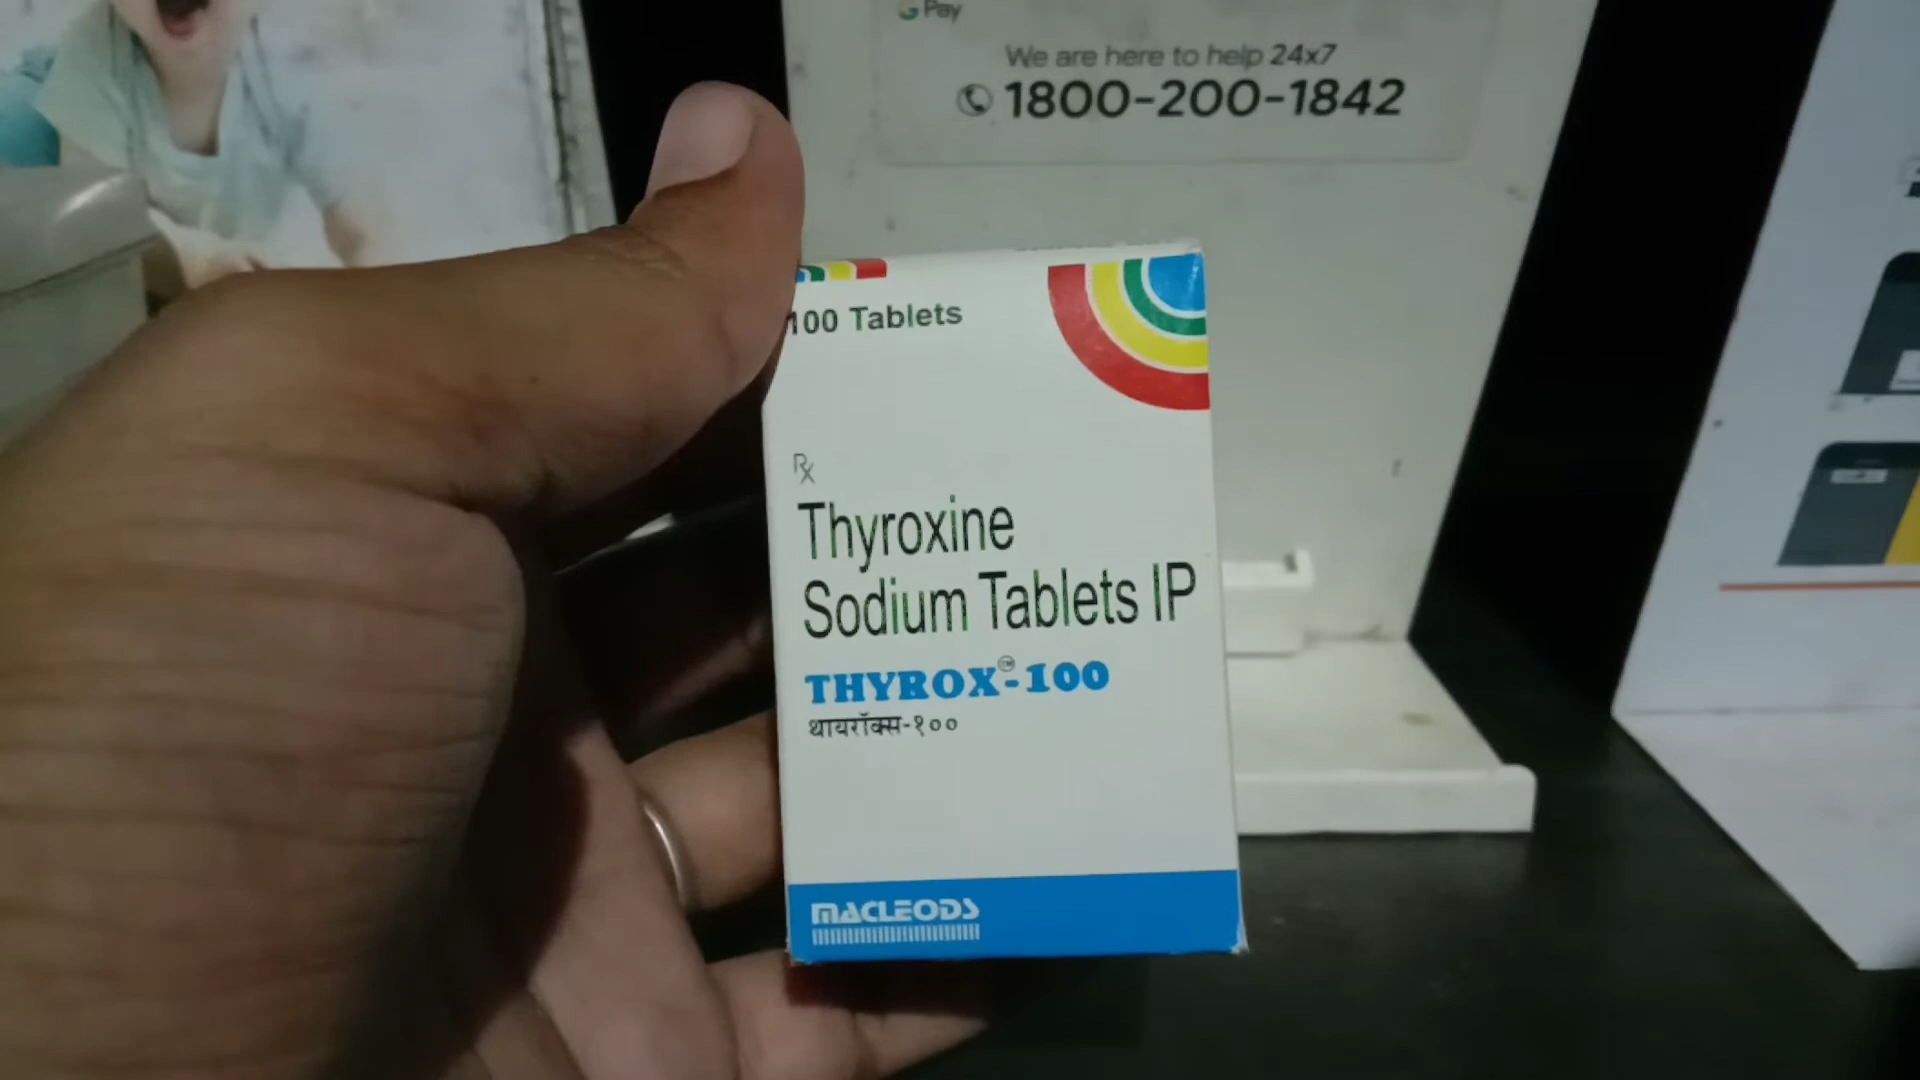 G Pay
We are here to help 24x7
1800-200-1842
100 Tablets
Rx
Thyroxine
Sodium Tablets IP
THYROX™-100
थायरॉक्स-१००
MACLEODS